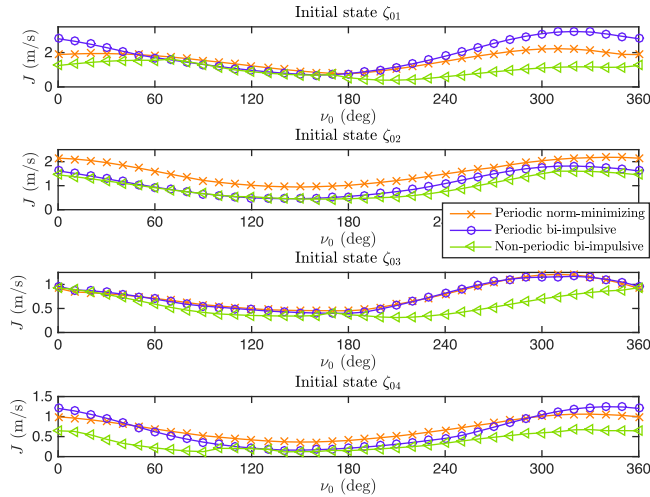 Initial state ζ01
J (m/s)
2
1
0
0 60 120 180 240 300 360
ν0 (deg)
Initial state ζ02
J (m/s)
2
1
0
0 60 120 180 240 300 360
ν0 (deg)
Periodic norm-minimizing
Periodic bi-impulsive
Non-periodic bi-impulsive
Initial state ζ03
J (m/s)
1
0.5
0
0 60 120 180 240 300 360
ν0 (deg)
Initial state ζ04
J (m/s)
1.5
1
0.5
0
0 60 120 180 240 300 360
ν0 (deg)